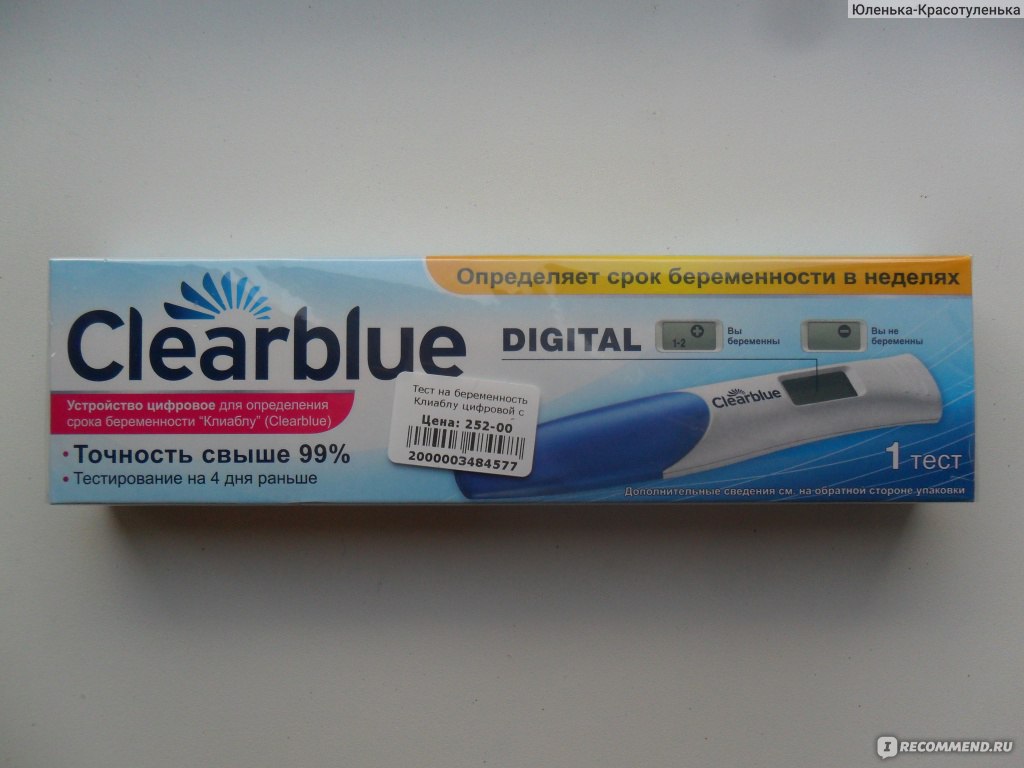 Юленька-Красотуленька
Определяет срок беременности в неделях
Clearblue
DIGITAL
1-2
Вы
беременны
Вы не
беременны
Clearblue
Устройство цифровое для определения
срока беременности "Клиаблу" (Clearblue)
Тест на беременность
Клиаблу цифровой с
Цена: 252-00
2000003484577
• Точность свыше 99%
• Тестирование на 4 дня раньше
1 тест
Дополнительные сведения см. на обратной стороне упаковки
IRECOMMEND.RU